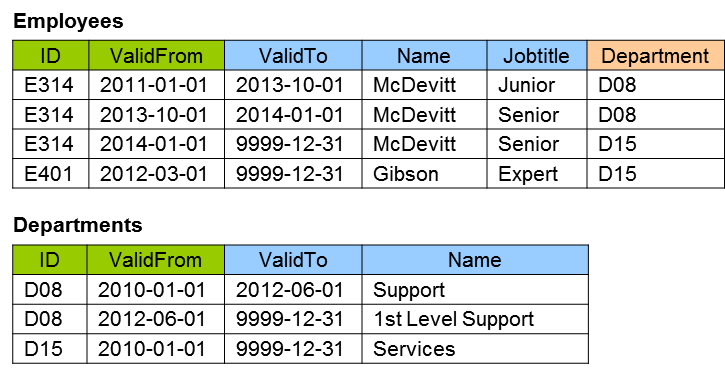 Employees
ID ValidFrom ValidTo Name Jobtitle Department
E314 2011-01-01 2013-10-01 McDevitt Junior D08
E314 2013-10-01 2014-01-01 McDevitt Senior D08
E314 2014-01-01 9999-12-31 McDevitt Senior D15
E401 2012-03-01 9999-12-31 Gibson Expert D15
Departments
ID ValidFrom ValidTo Name
D08 2010-01-01 2012-06-01 Support
D08 2012-06-01 9999-12-31 1st Level Support
D15 2010-01-01 9999-12-31 Services